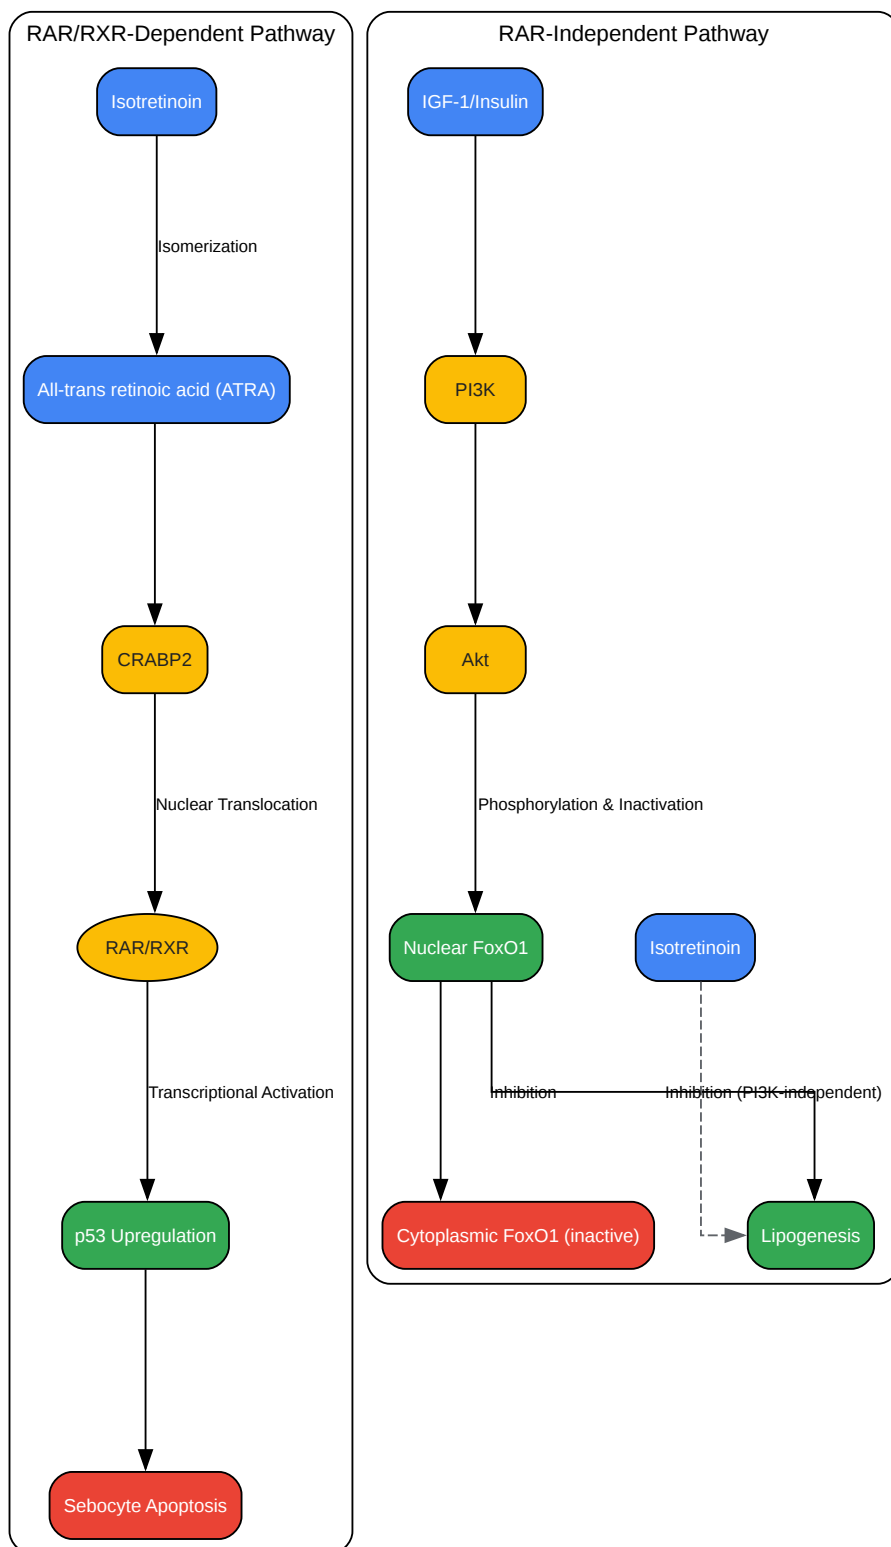 RAR/RXR-Dependent Pathway
Isotretinoin
Isomerization
All-trans retinoic acid (ATRA)
CRABP2
Nuclear Translocation
RAR/RXR
Transcriptional Activation
p53 Upregulation
Sebocyte Apoptosis
RAR-Independent Pathway
IGF-1/Insulin
PI3K
Akt
Phosphorylation & Inactivation
Nuclear FoxO1
Isotretinoin
Inhibition
Inhibition (PI3K-independent)
Cytoplasmic FoxO1 (inactive)
Lipogenesis